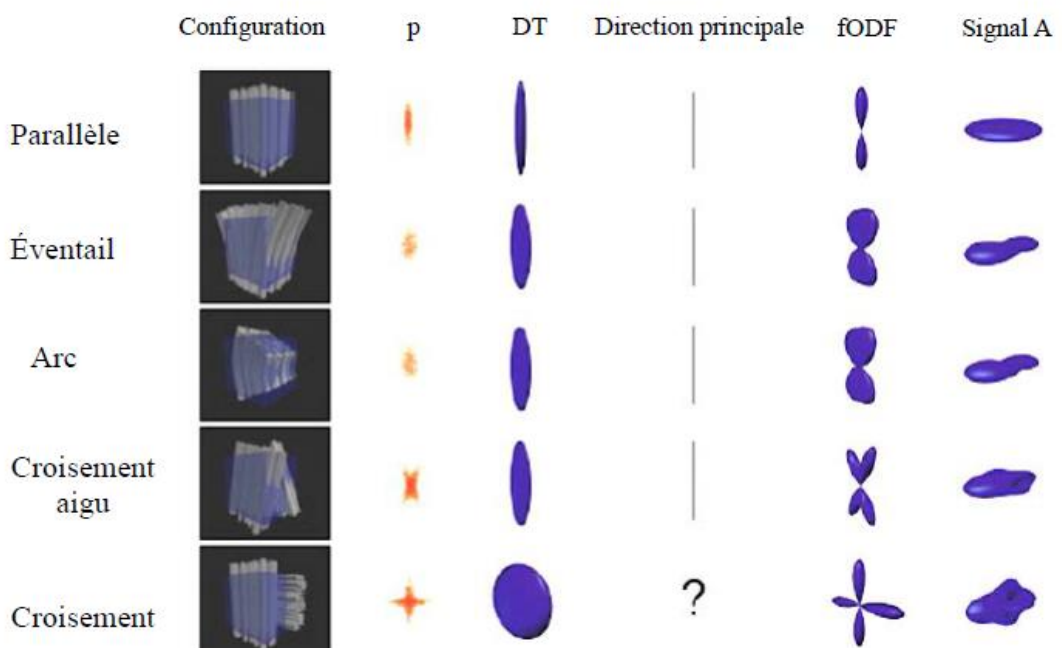 Configuration p DT Direction principale fODF Signal A
Parallèle
Éventail
Arc
Croisement
aigu
Croisement ?